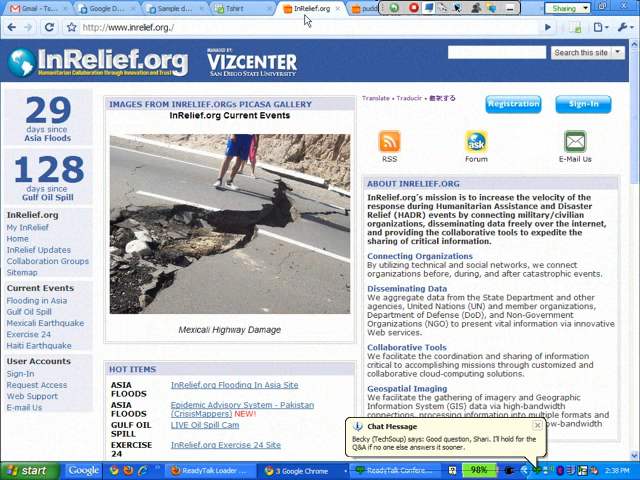 Gmail - Ts...
Google D...
Sample d...
Tshirt
InRelief.org
pudd
Sharing
http://www.inrelief.org./
InRelief.org
Humanitarian Collaboration through Innovation and Trust
MANAGED BY:
VIZCENTER
SAN DIEGO STATE UNIVERSITY
Search this site
29
days since
Asia Floods
128
days since
Gulf Oil Spill
InRelief.org
My InRelief
Home
InRelief Updates
Collaboration Groups
Sitemap
Current Events
Flooding in Asia
Gulf Oil Spill
Mexicali Earthquake
Exercise 24
Haiti Earthquake
User Accounts
Sign-In
Request Access
Web Support
E-mail Us
IMAGES FROM INRELIEF.ORGs PICASA GALLERY
InRelief.org Current Events
Mexicali Highway Damage
HOT ITEMS
ASIA FLOODS
InRelief.org Flooding In Asia Site
ASIA FLOODS
Epidemic Advisory System - Pakistan
(CrisisMappers) NEW!
GULF OIL SPILL
LIVE Oil Spill Cam
EXERCISE 24
InRelief.org Exercise 24 Site
Translate • Traducir • 翻訳する
Registration
Sign-In
RSS
ask
Forum
E-Mail Us
ABOUT INRELIEF.ORG
InRelief.org's mission is to increase the velocity of the
response during Humanitarian Assistance and Disaster
Relief (HADR) events by connecting military/civilian
organizations, disseminating data freely over the internet,
and providing the collaborative tools to expedite the
sharing of critical information.
Connecting Organizations
By utilizing technical and social networks, we connect
organizations before, during, and after catastrophic events.
Disseminating Data
We aggregate data from the State Department and other
agencies, United Nations (UN) and member organizations,
Department of Defense (DoD), and Non-Government
Organizations (NGO) to present vital information via innovative
Web services.
Collaborative Tools
We facilitate the coordination and sharing of information
critical to accomplishing missions through customized and
collaborative cloud-computing solutions.
Geospatial Imaging
We facilitate the gathering of imagery and Geographic
Information System (GIS) data via high-bandwidth
connections, processing information into multiple formats and
low-bandwidth
Chat Message
Becky (TechSoup) says: Good question, Shari. I'll hold for the
Q&A if no one else answers it sooner.
start
Google
ReadyTalk Loader ...
3 Google Chrome
ReadyTalk Confere...
98%
2:38 PM